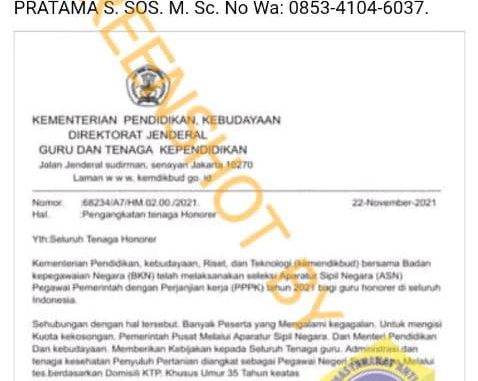 PRATAMA S. SOS. M. Sc. No Wa: 0853-4104-6037.
KEMENTERIAN PENDIDIKAN, KEBUDAYAAN
DIREKTORAT JENDERAL
GURU DAN TENAGA KEPENDIDIKAN
Jalan Jenderal sudirman, senayan Jakarta 10270
Laman w w w. kemdikbud go. id
Nomor :68234/A7/HM.02.00./2021. 22-November-2021
Hal. :Pengangkatan tenaga Honorer
Yth:Seluruh Tenaga Honorer
Kementerian Pendidikan, kebudayaan, Riset, dan Teknologi (kemendikbud) bersama Badan
kepegawaian Negara (BKN) telah melaksanakan seleksi Aparatur Sipil Negara (ASN)
Pegawai Pemerintah dengan Perjanjian kerja (PPPK) tahun 2021 bagi guru honorer di seluruh
Indonesia.
Sehubungan dengan hal tersebut. Banyak Peserta yang Mengalami kegagalan. Untuk mengisi
Kuota kekosongan. Pemerintah Pusat Melalui Aparatur Sipil Negara. Dan Menteri Pendidikan
Dan kebudayaan. Memberikan Kebijakan kepada Seluruh Tenaga guru. Administrasi dan
tenaga kesehatan Penyuluh Pertanian diangkat sebagai Pegawai Negeri Melalui
tes berdasarkan Domisili KTP. Khusus Umur 35 Tahun keatas
SCREENSHOT BY
MASYARAKAT ANTI